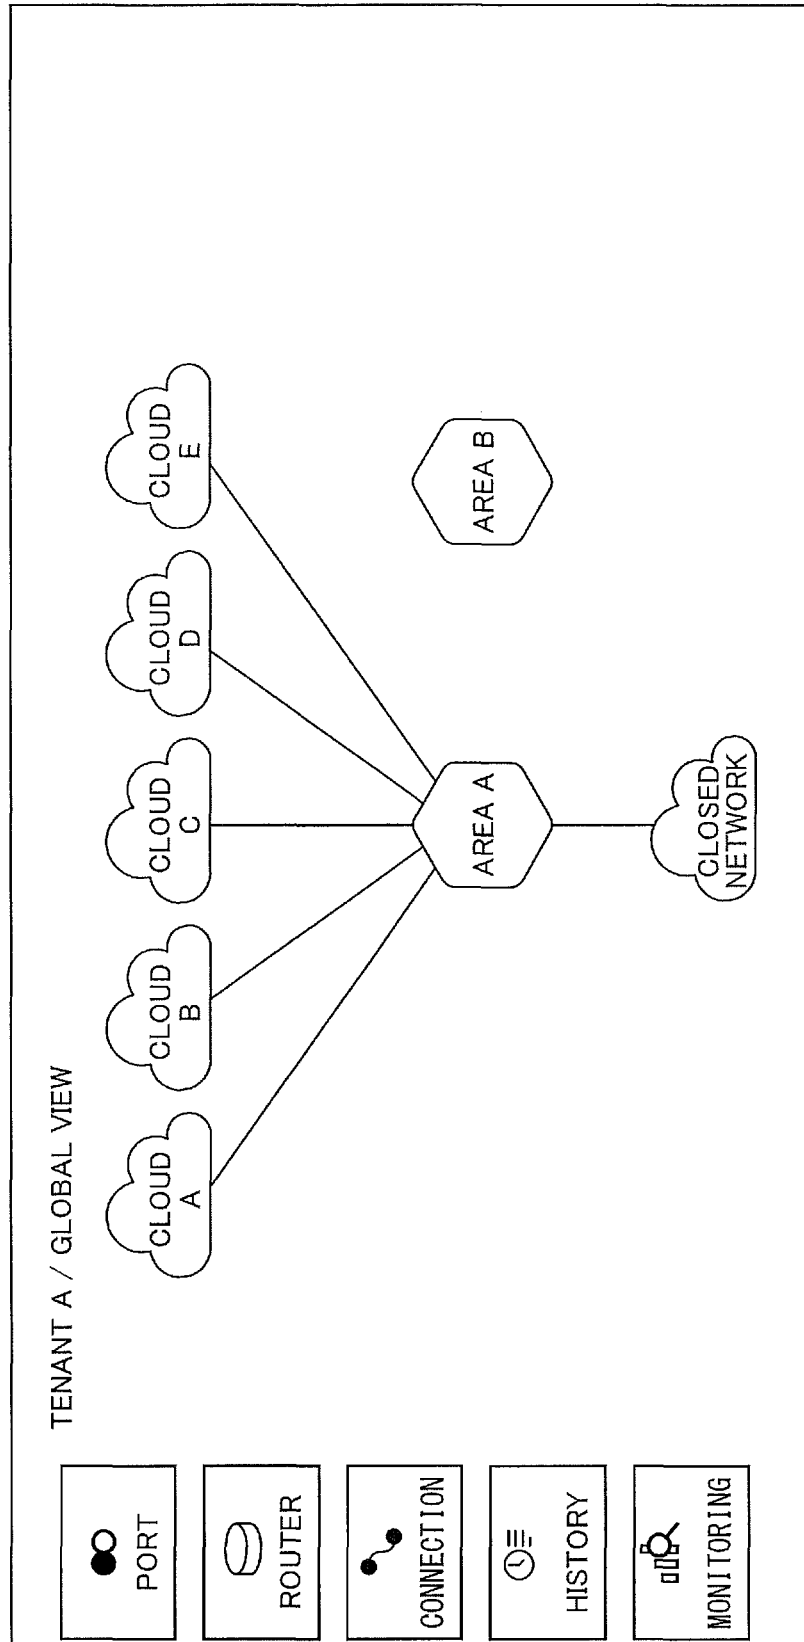 TENANT A / GLOBAL VIEW
PORT
ROUTER
CONNECTION
HISTORY
MONITORING
CLOUD
A
CLOUD
B
CLOUD
C
CLOUD
D
CLOUD
E
AREA A
AREA B
CLOSED
NETWORK